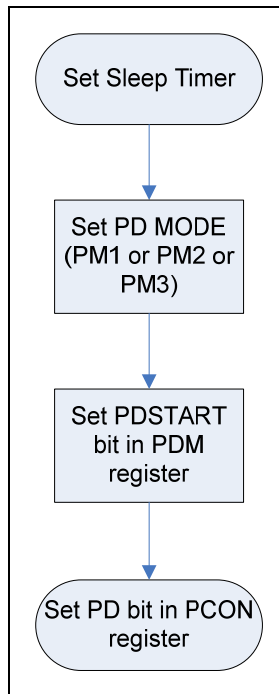 Set Sleep Timer
Set PD MODE
(PM1 or PM2 or
PM3)
Set PDSTART
bit in PDM
register
Set PD bit in PCON
register